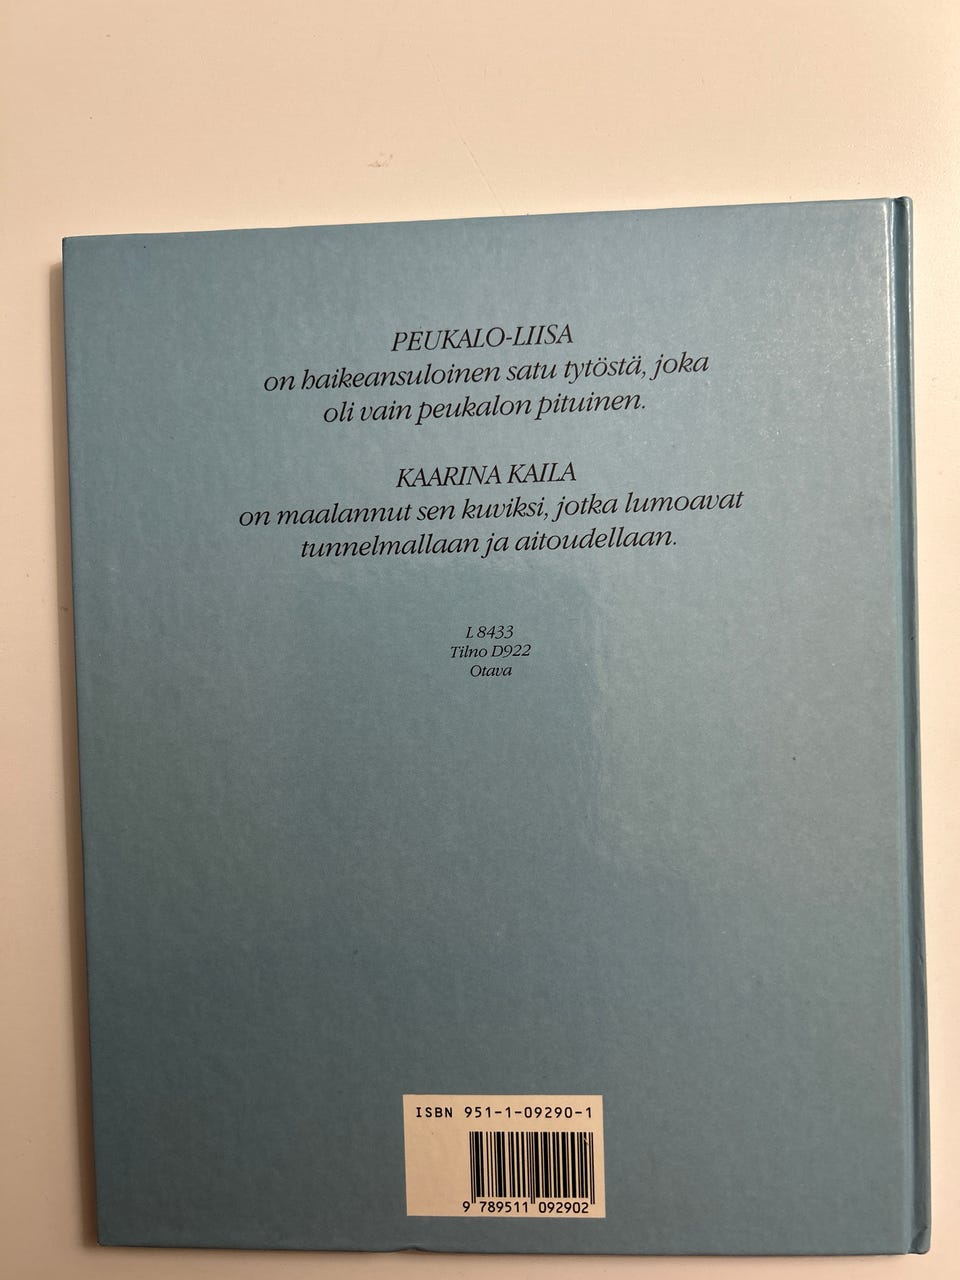 PEUKALO-LIISA
on haikeansuloinen satu tytöstä, joka
oli vain peukalon pituinen.
KAARINA KAILA
on maalannut sen kuviksi, jotka lumoavat
tunnelmallaan ja aitoudellaan.
L 8433
Tilno D922
Otava
ISBN 951-1-09290-1
9 789511 092902